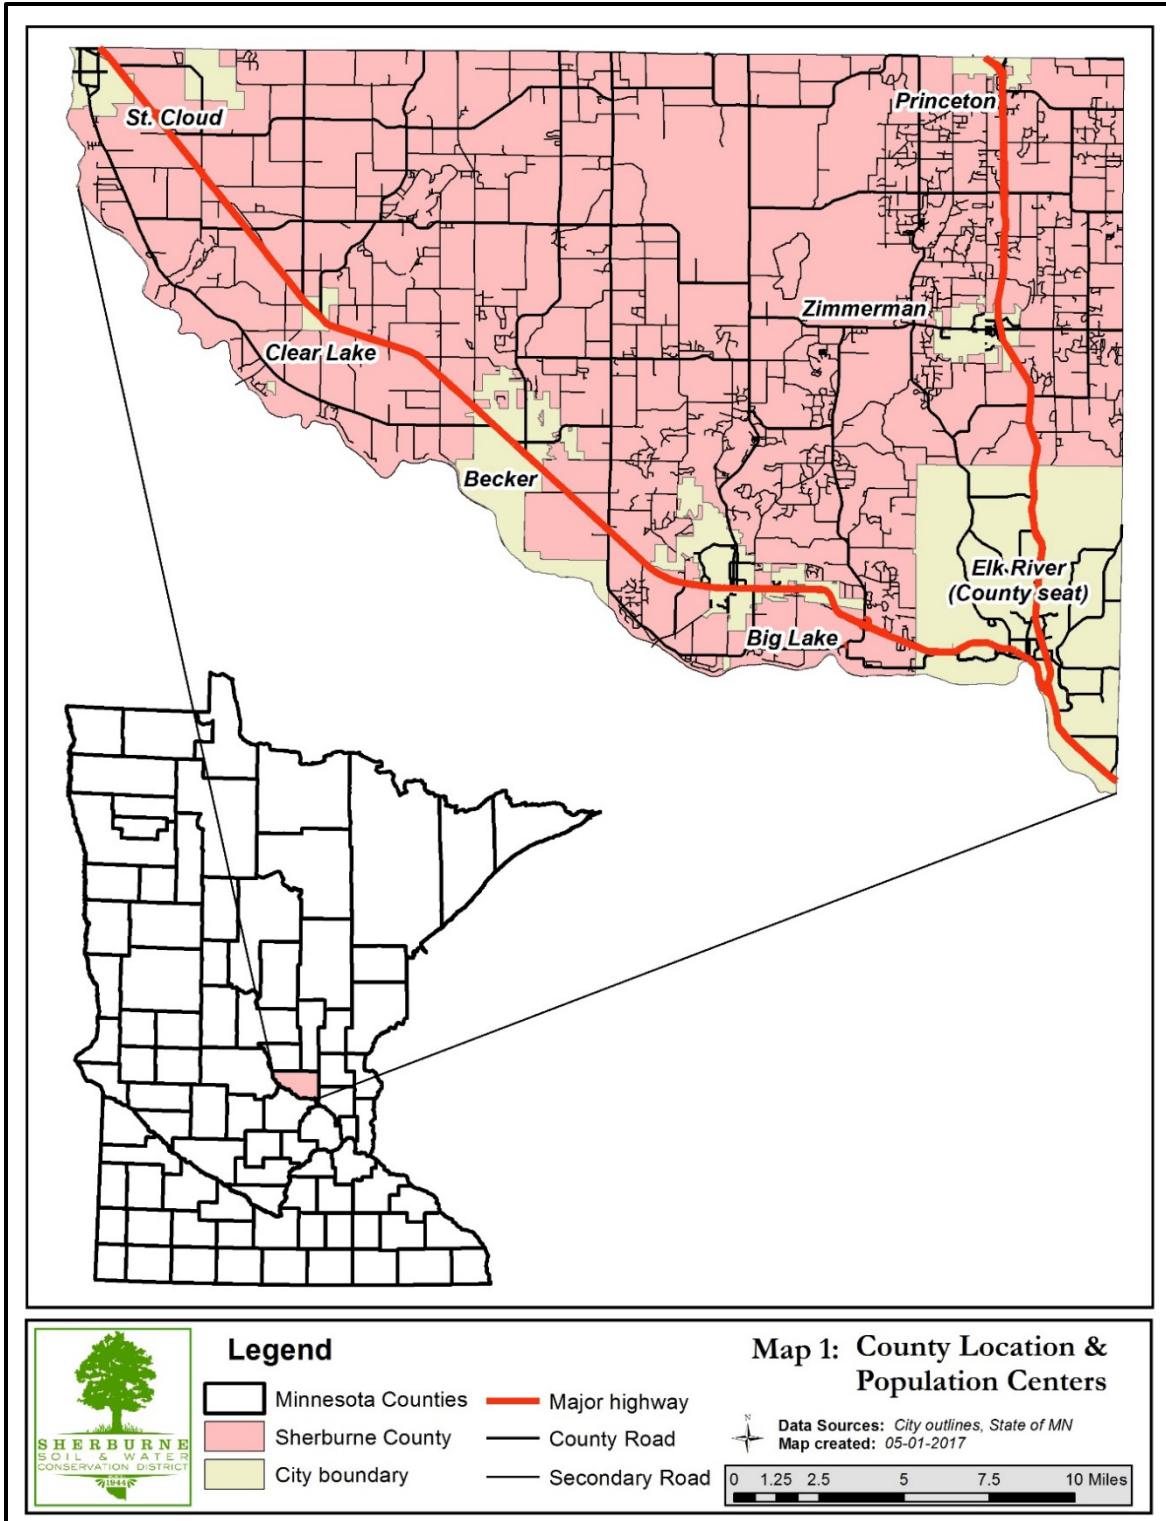 St. Cloud
Princeton
Zimmerman
Clear Lake
Becker
Elk River
(County seat)
Big Lake
SHERBURNE
SOIL & WATER
CONSERVATION DISTRICT
1944
Legend
Minnesota Counties
Sherburne County
City boundary
Major highway
County Road
Secondary Road
Map 1: County Location &
Population Centers
N
Data Sources: City outlines, State of MN
Map created: 05-01-2017
0 1.25 2.5 5 7.5 10 Miles